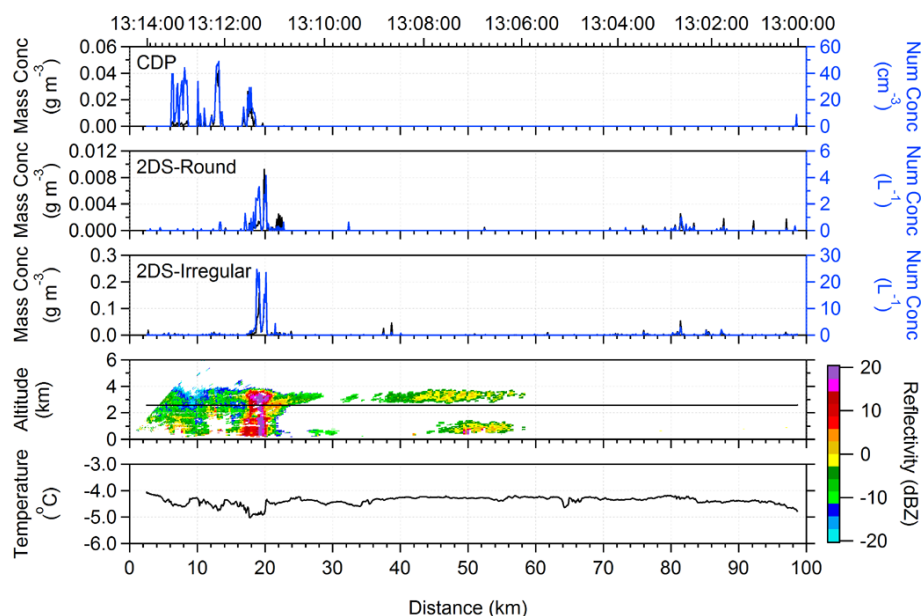 13:14:00 13:12:00 13:10:00 13:08:00 13:06:00 13:04:00 13:02:00 13:00:00
CDP
Mass Conc
(g m-3)
0.06
0.04
0.02
0.00
60
40
20
0
Num Conc
(cm-3)
2DS-Round
Mass Conc
(g m-3)
0.012
0.008
0.004
0.000
6
4
2
0
Num Conc
(L-1)
2DS-Irregular
Mass Conc
(g m-3)
0.3
0.2
0.1
0.0
30
20
10
0
Num Conc
(L-1)
Altitude
(km)
6
4
2
0
20
10
0
-10
-20
Reflectivity (dBZ)
Temperature
(°C)
-3.0
-4.0
-5.0
-6.0
0 10 20 30 40 50 60 70 80 90 100
Distance (km)